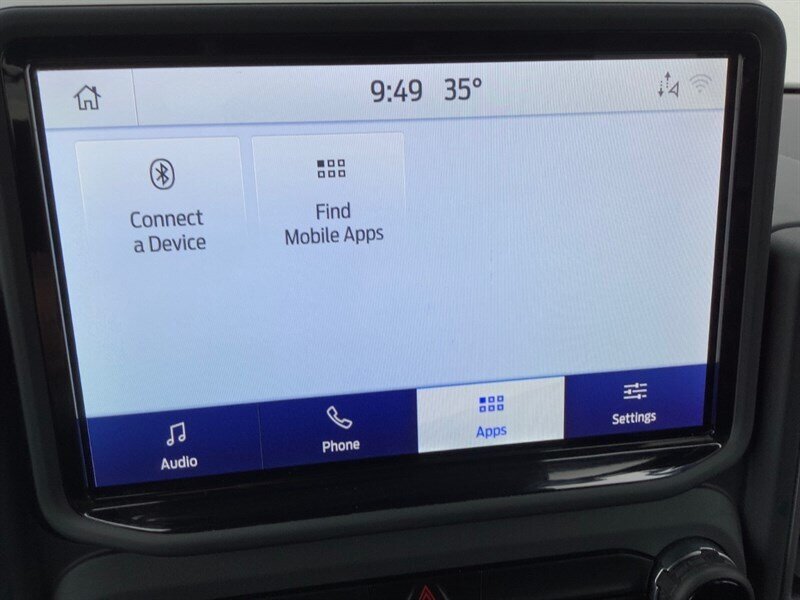 9:49 35°
Connect
a Device
Find
Mobile Apps
Audio
Phone
Apps
Settings